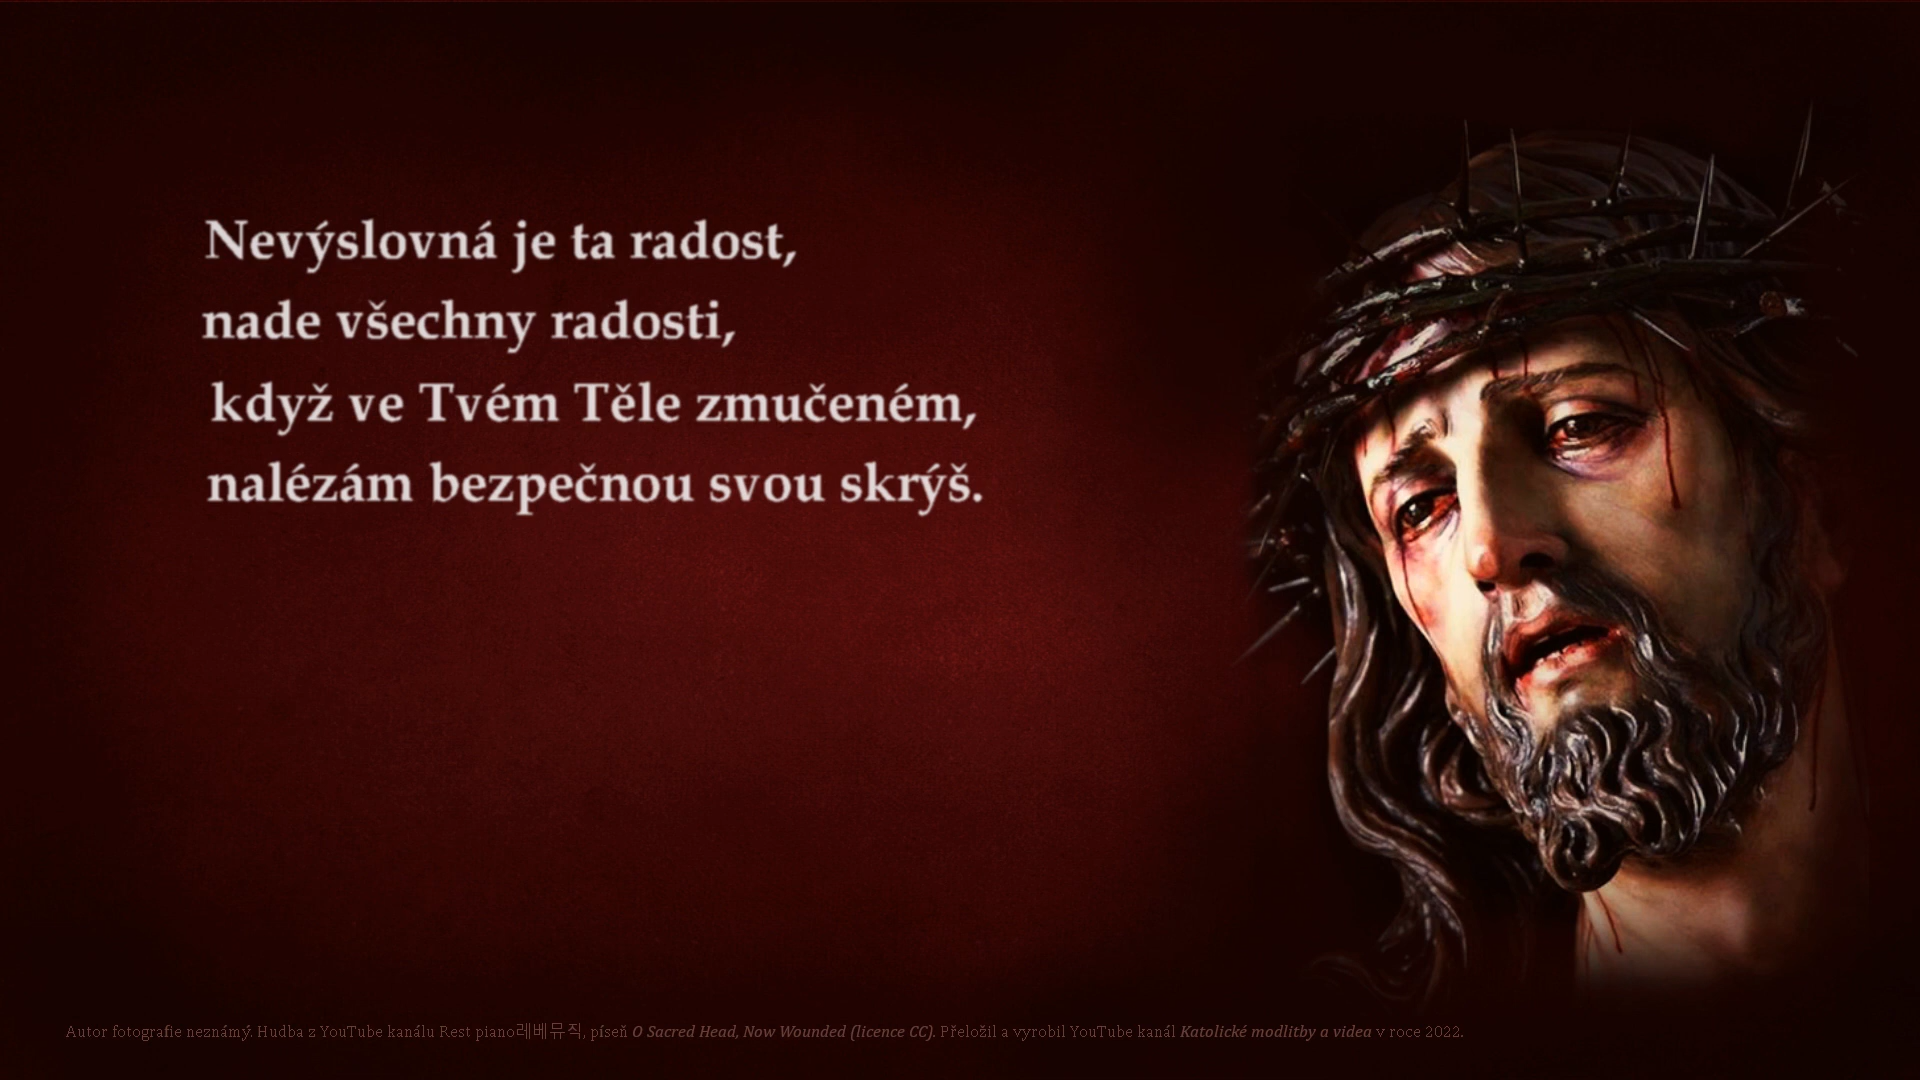 Nevýslovná je ta radost,
nade všechny radosti,
když ve Tvém Těle zmučeném,
nalézám bezpečnou svou skrýš.
Autor fotografie neznámý. Hudba z YouTube kanálu Rest piano레베뮤직, píseň O Sacred Head, Now Wounded (licence CC). Přeložil a vyrobil YouTube kanál Katolické modlitby a videa v roce 2022.